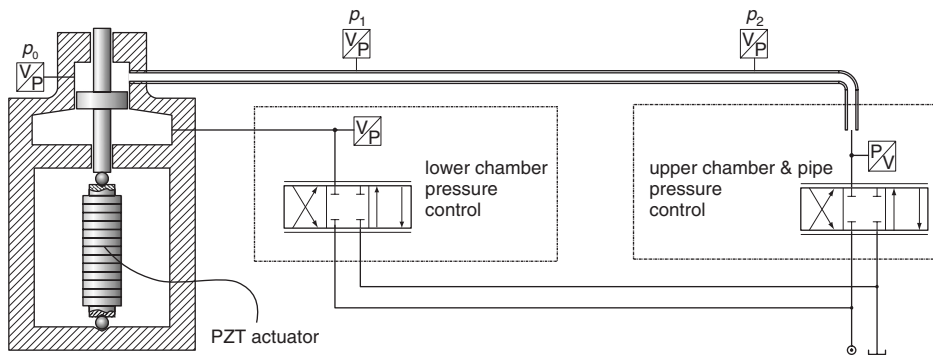 p₁
p₂
V/P
V/P
p₀
V/P
V/P
lower chamber
pressure
control
upper chamber & pipe
pressure
control
P/V
PZT actuator